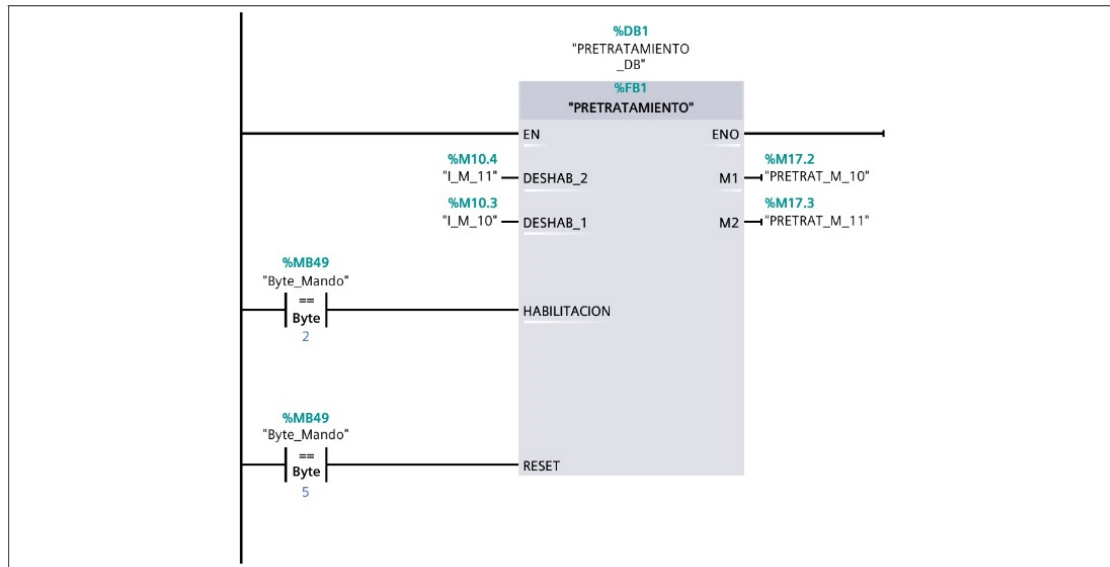 %DB1
"PRETRATAMIENTO
_DB"
%FB1
"PRETRATAMIENTO"
EN ENO
%M10.4 %M17.2
"I_M_11" DESHAB_2 M1 "PRETRAT_M_10"
%M10.3 %M17.3
"I_M_10" DESHAB_1 M2 "PRETRAT_M_11"
%MB49
"Byte_Mando"
==
HABILITACION
Byte
2
%MB49
"Byte_Mando"
==
RESET
Byte
5